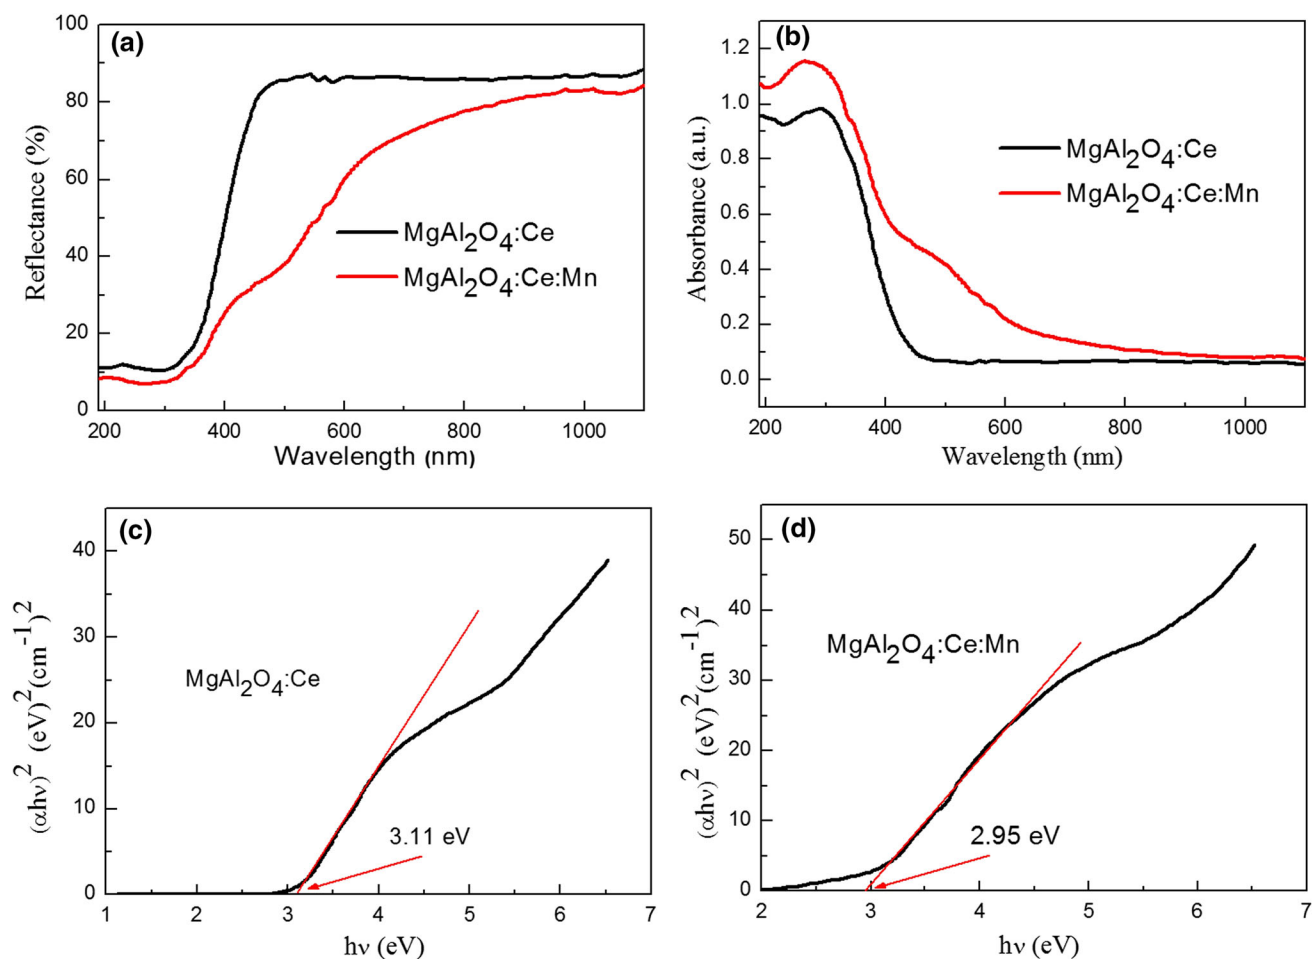 (a)
100
80
60
40
20
0
Reflectance (%)
MgAl2O4:Ce
MgAl2O4:Ce:Mn
200 400 600 800 1000
Wavelength (nm)
(b)
1.2
1.0
0.8
0.6
0.4
0.2
0.0
Absorbance (a.u.)
MgAl2O4:Ce
MgAl2O4:Ce:Mn
200 400 600 800 1000
Wavelength (nm)
(c)
40
30
20
10
0
(αhν)2 (eV)2(cm-1)2
MgAl2O4:Ce
3.11 eV
1 2 3 4 5 6 7
hν (eV)
(d)
50
40
30
20
10
0
(αhν)2 (eV)2(cm-1)2
MgAl2O4:Ce:Mn
2.95 eV
2 3 4 5 6 7
hν (eV)